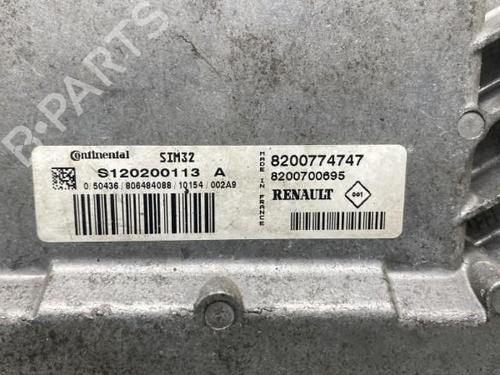 B-PARTS
Continental SIM32
S120200113 A
0/50436/806484088/10154/002A9
MADE IN FRANCE
8200774747
8200700695
RENAULT
001